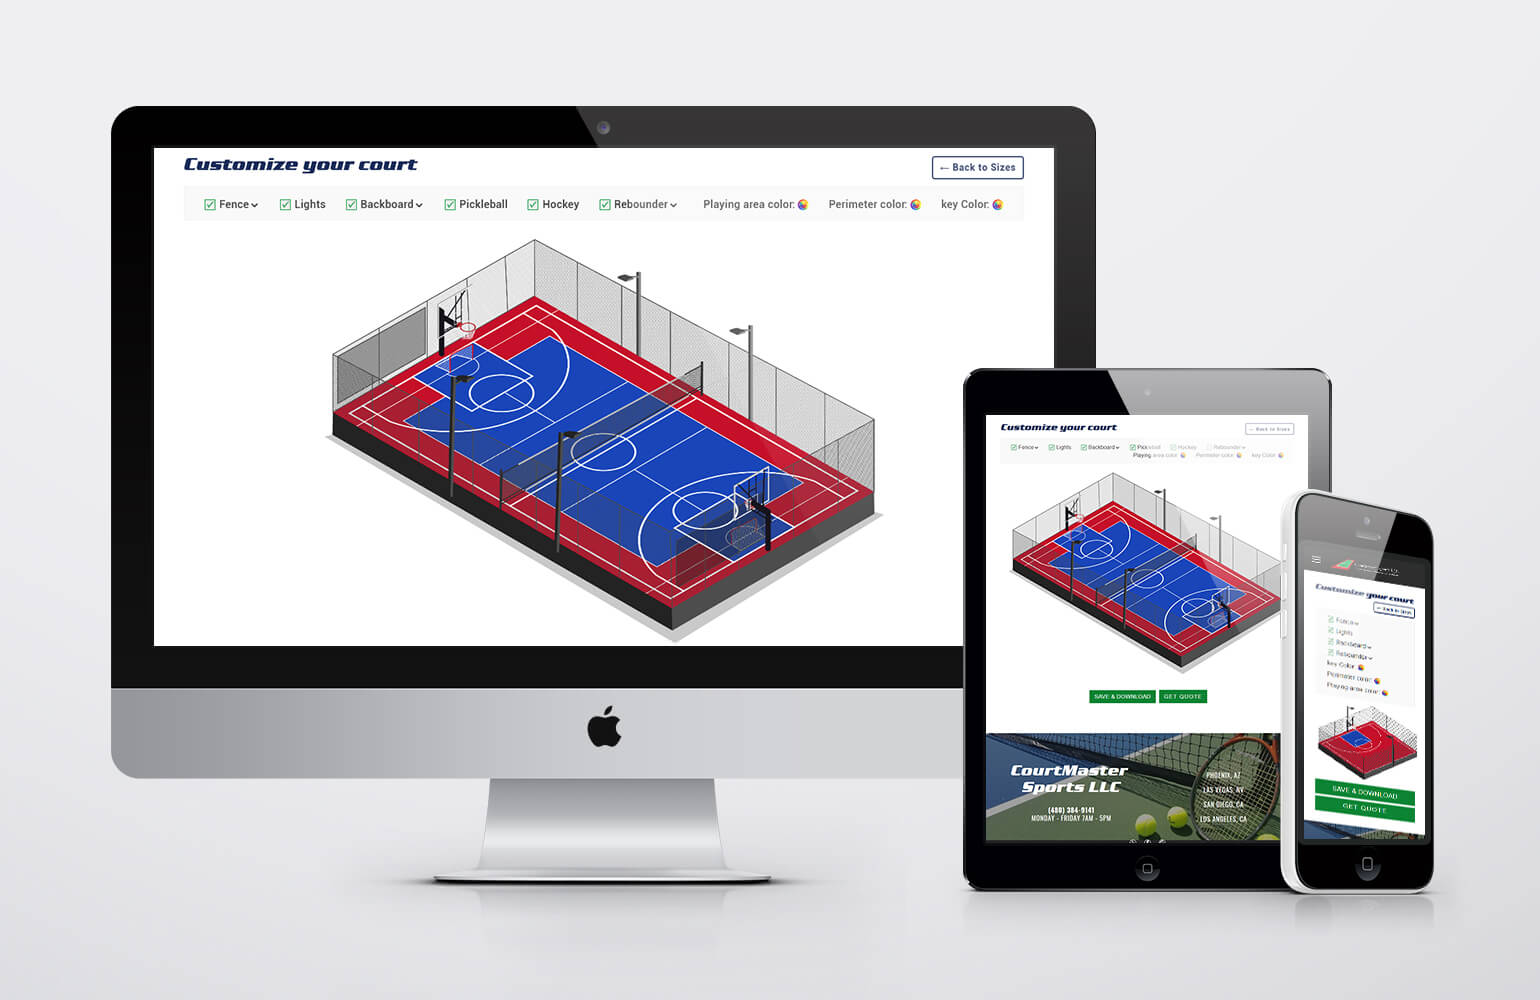 Customize your court
← Back to Sizes
Fence Lights Backboard Pickleball Hockey Rebounder Playing area color: Perimeter color: key Color:
Customize your court
← Back to Sizes
Fence Lights Backboard Pickleball Hockey Rebounder
Playing area color Perimeter color: key Color
SAVE & DOWNLOAD GET QUOTE
CourtMaster
Sports LLC
(480) 384-9141
MONDAY - FRIDAY 7AM - 5PM
PHOENIX, AZ
LAS VEGAS, NV
SAN DIEGO, CA
LOS ANGELES, CA
Customize your court
← Back to Sizes
Fence
Lights
Backboard
Rebounder
key Color:
Perimeter color:
Playing area color:
SAVE & DOWNLOAD
GET QUOTE